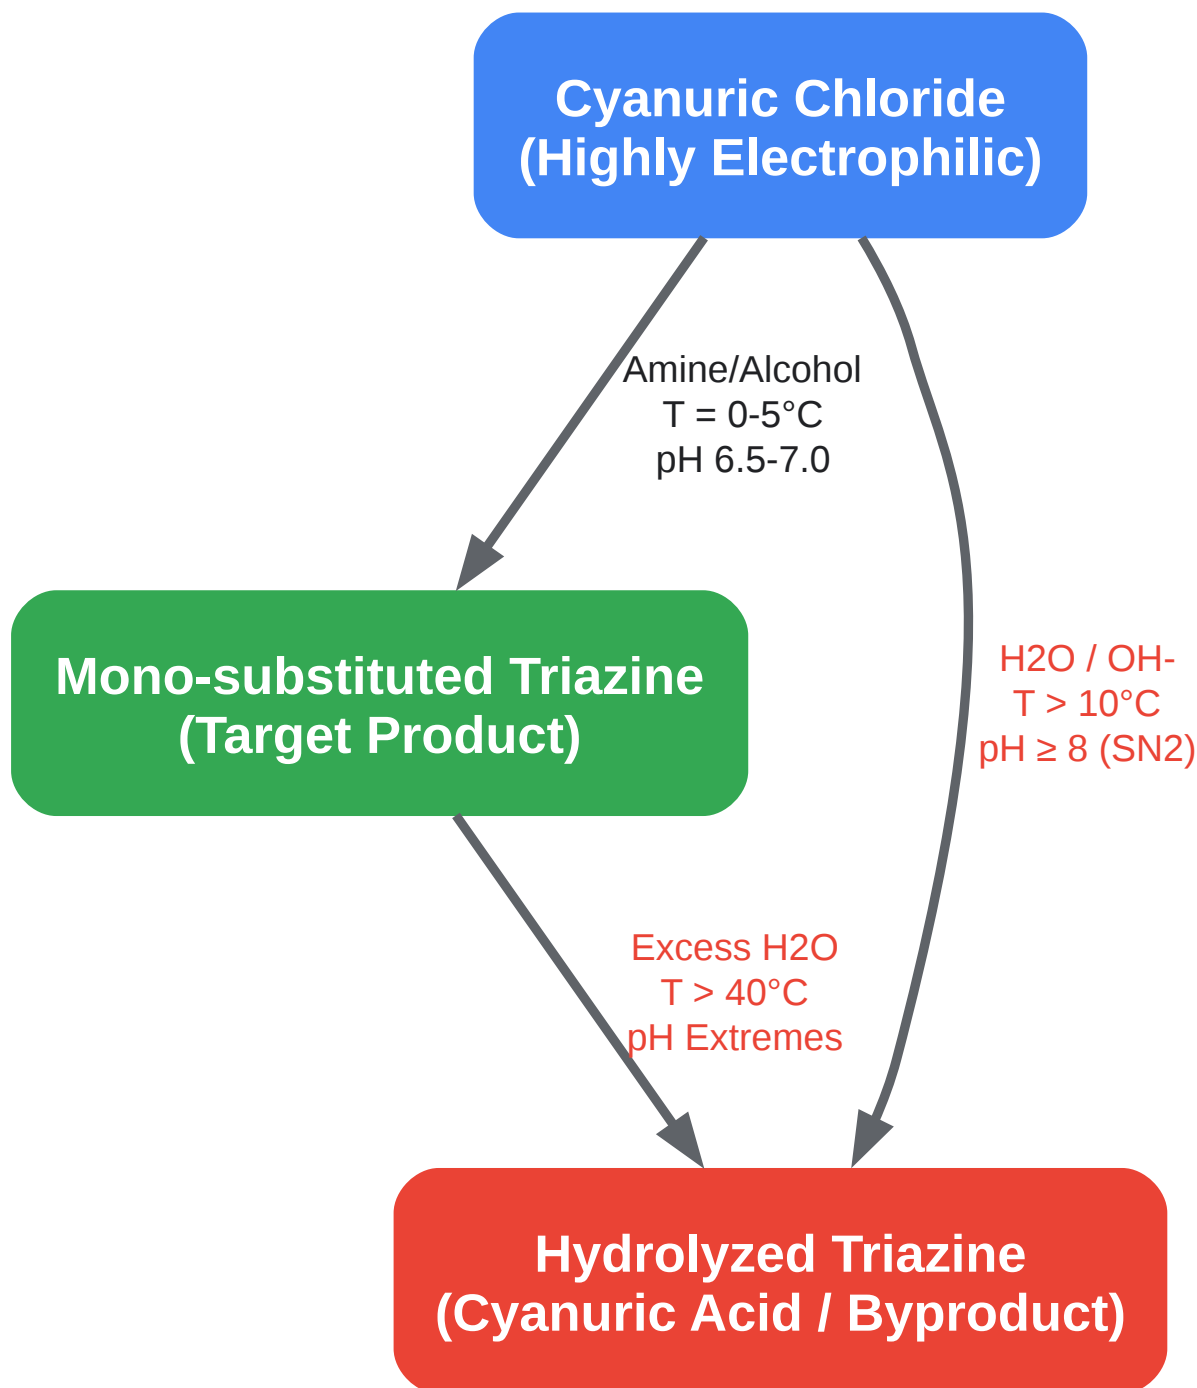 Cyanuric Chloride
(Highly Electrophilic)
Amine/Alcohol
T = 0-5°C
pH 6.5-7.0
Mono-substituted Triazine
(Target Product)
H2O / OH-
T > 10°C
pH ≥ 8 (SN2)
Excess H2O
T > 40°C
pH Extremes
Hydrolyzed Triazine
(Cyanuric Acid / Byproduct)